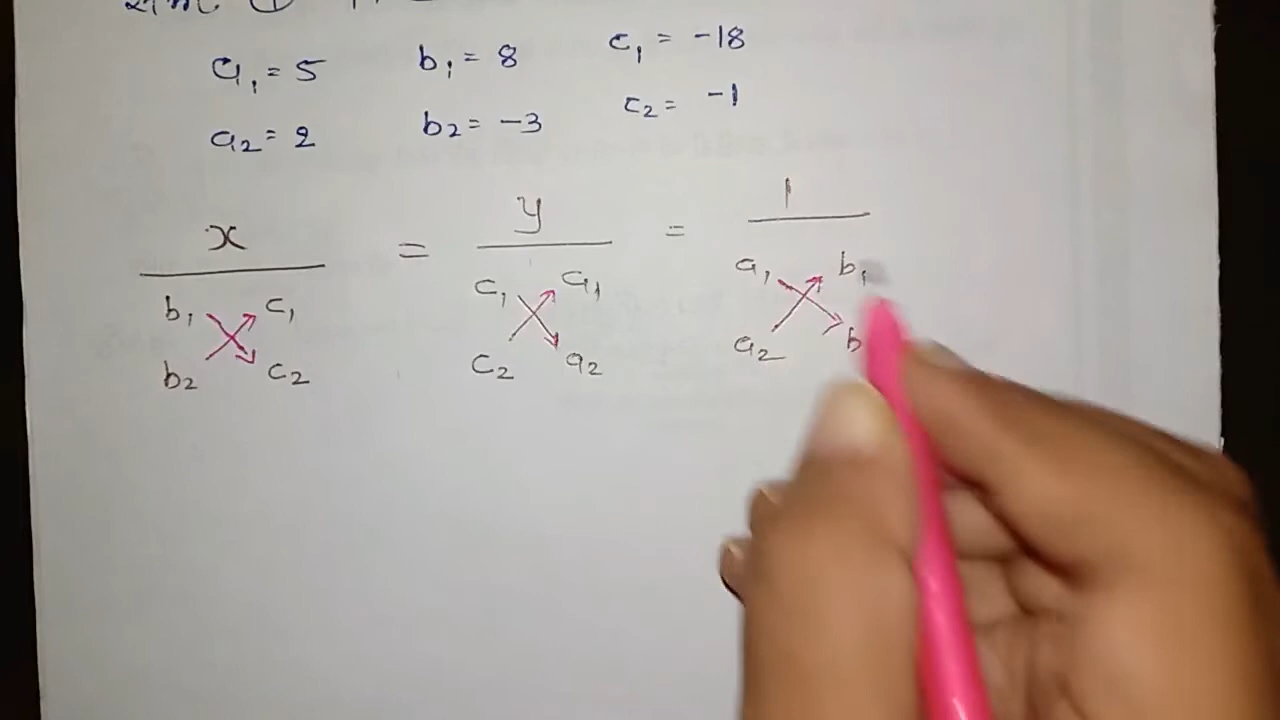 a₁ = 5 b₁ = 8 c₁ = -18
a₂ = 2 b₂ = -3 c₂ = -1
x = y = 1
b₁ c₁ c₁ a₁ a₁ b₁
b₂ c₂ c₂ a₂ a₂ b